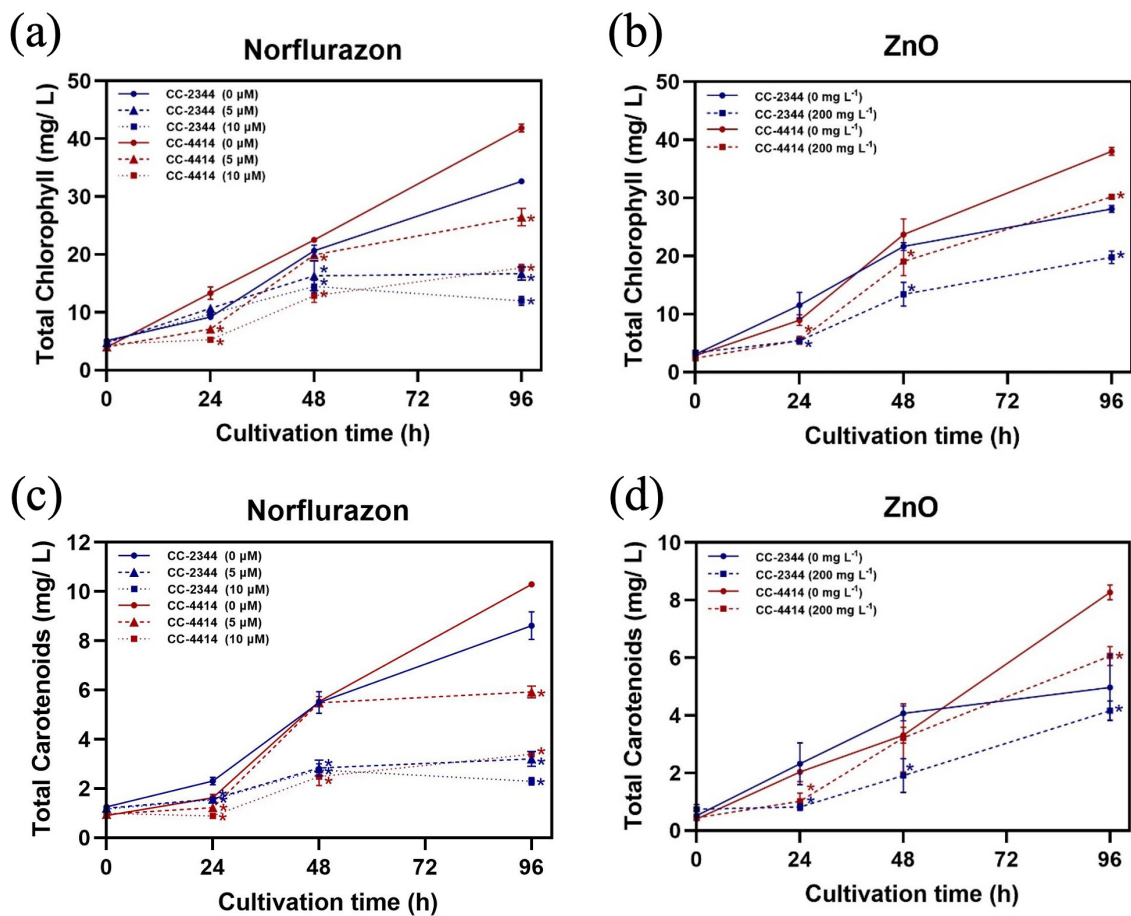 (a)
Norflurazon
Total Chlorophyll (mg/ L)
50
40
30
20
10
0
CC-2344 (0 µM)
CC-2344 (5 µM)
CC-2344 (10 µM)
CC-4414 (0 µM)
CC-4414 (5 µM)
CC-4414 (10 µM)
0 24 48 72 96
Cultivation time (h)
(b)
ZnO
Total Chlorophyll (mg/ L)
50
40
30
20
10
0
CC-2344 (0 mg L⁻¹)
CC-2344 (200 mg L⁻¹)
CC-4414 (0 mg L⁻¹)
CC-4414 (200 mg L⁻¹)
0 24 48 72 96
Cultivation time (h)
(c)
Norflurazon
Total Carotenoids (mg/ L)
12
10
8
6
4
2
0
CC-2344 (0 µM)
CC-2344 (5 µM)
CC-2344 (10 µM)
CC-4414 (0 µM)
CC-4414 (5 µM)
CC-4414 (10 µM)
0 24 48 72 96
Cultivation time (h)
(d)
ZnO
Total Carotenoids (mg/ L)
10
8
6
4
2
0
CC-2344 (0 mg L⁻¹)
CC-2344 (200 mg L⁻¹)
CC-4414 (0 mg L⁻¹)
CC-4414 (200 mg L⁻¹)
0 24 48 72 96
Cultivation time (h)